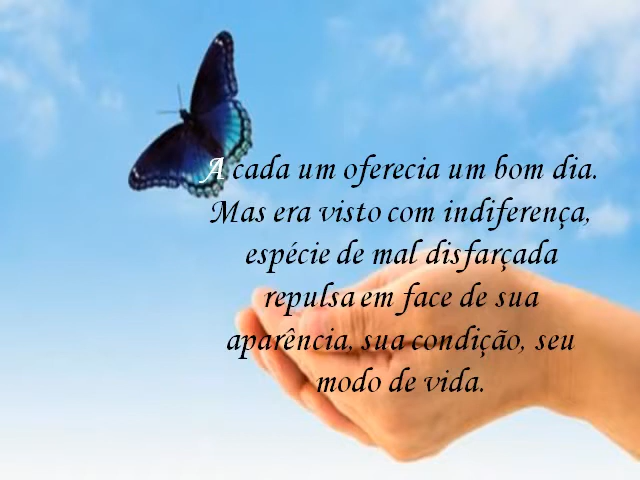 A cada um oferecia um bom dia.
Mas era visto com indiferença,
espécie de mal disfarçada
repulsa em face de sua
aparência, sua condição, seu
modo de vida.